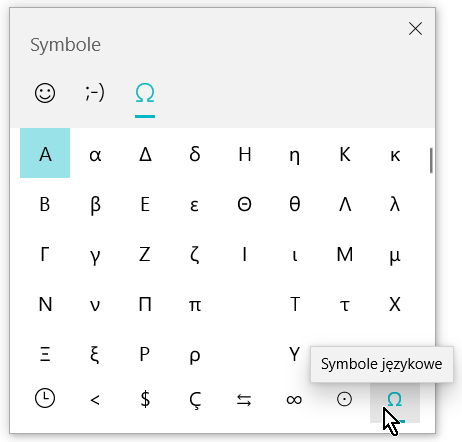 Symbole
;-) Ω
Α α Δ δ Η η Κ κ
Β β Ε ε Θ θ Λ λ
Γ γ Ζ ζ Ι ι Μ μ
Ν ν Π π Τ τ Χ
Ξ ξ Ρ ρ Υ
Symbole językowe
< $ Ç ⇆ ∞ ⊙ Ω